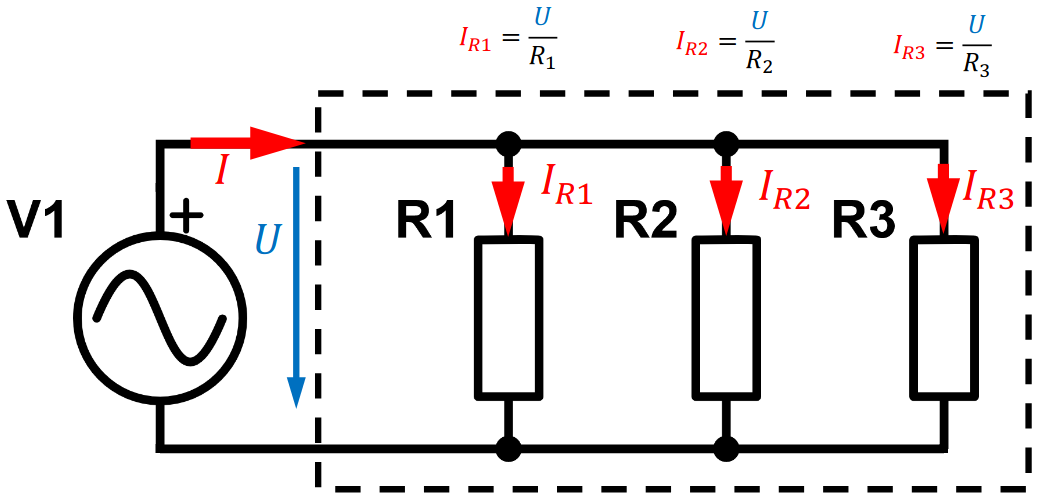 I_{R1} = \frac{U}{R_1}
I_{R2} = \frac{U}{R_2}
I_{R3} = \frac{U}{R_3}
I
I_{R1}
I_{R2}
I_{R3}
V1
+
U
R1
R2
R3